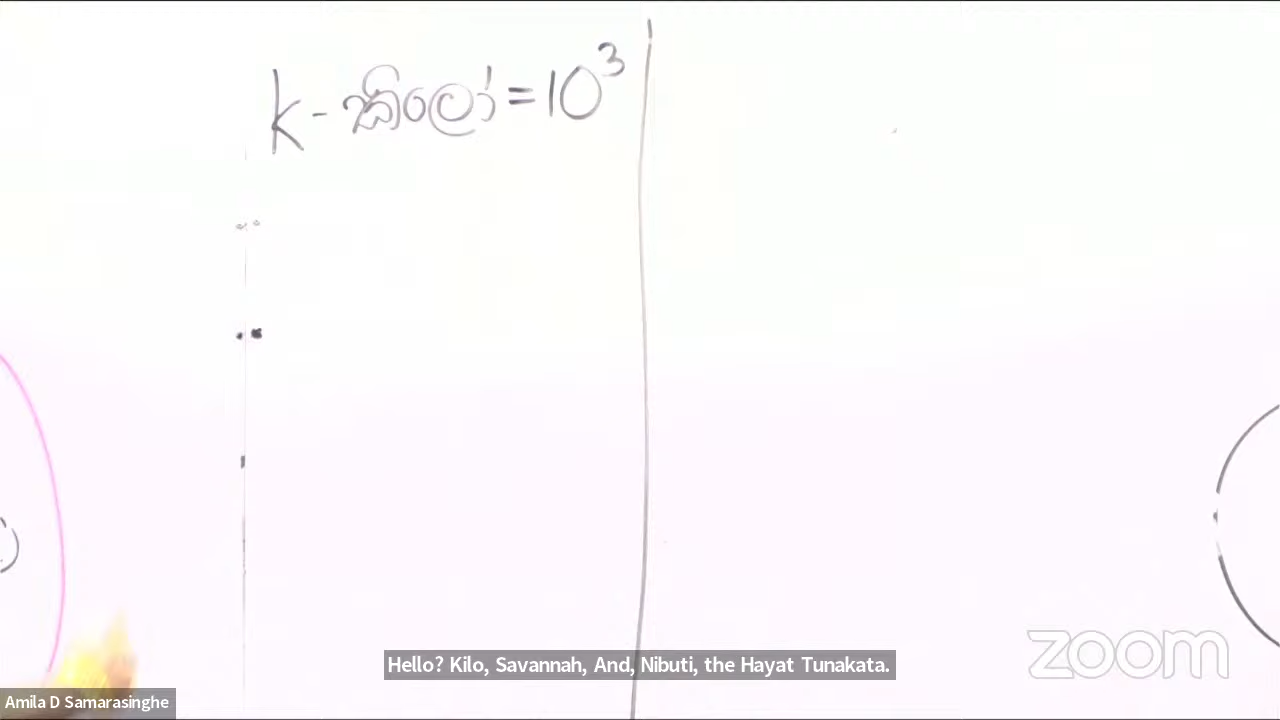 k - කිලෝ = 10³
Hello? Kilo, Savannah, And, Nibuti, the Hayat Tunakata.
zoom
Amila D Samarasinghe